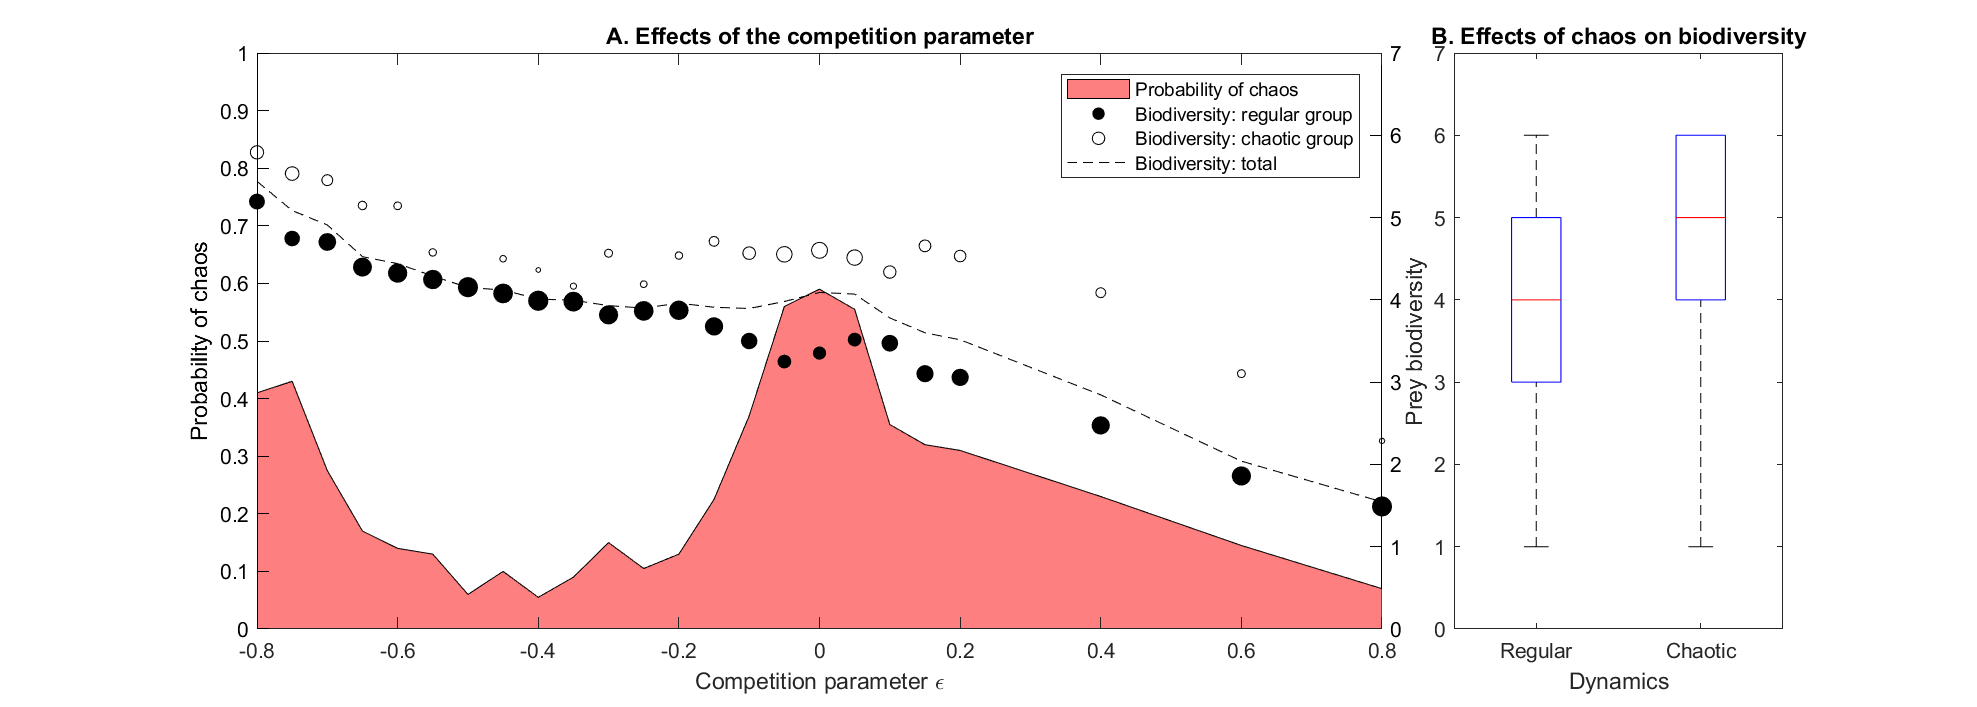 A. Effects of the competition parameter
1
0.9
0.8
0.7
0.6
0.5
0.4
0.3
0.2
0.1
0
Probability of chaos
7
6
5
4
3
2
1
0
Probability of chaos
Biodiversity: regular group
Biodiversity: chaotic group
Biodiversity: total
-0.8 -0.6 -0.4 -0.2 0 0.2 0.4 0.6 0.8
Competition parameter ϵ
B. Effects of chaos on biodiversity
7
6
5
4
3
2
1
0
Prey biodiversity
Regular Chaotic
Dynamics